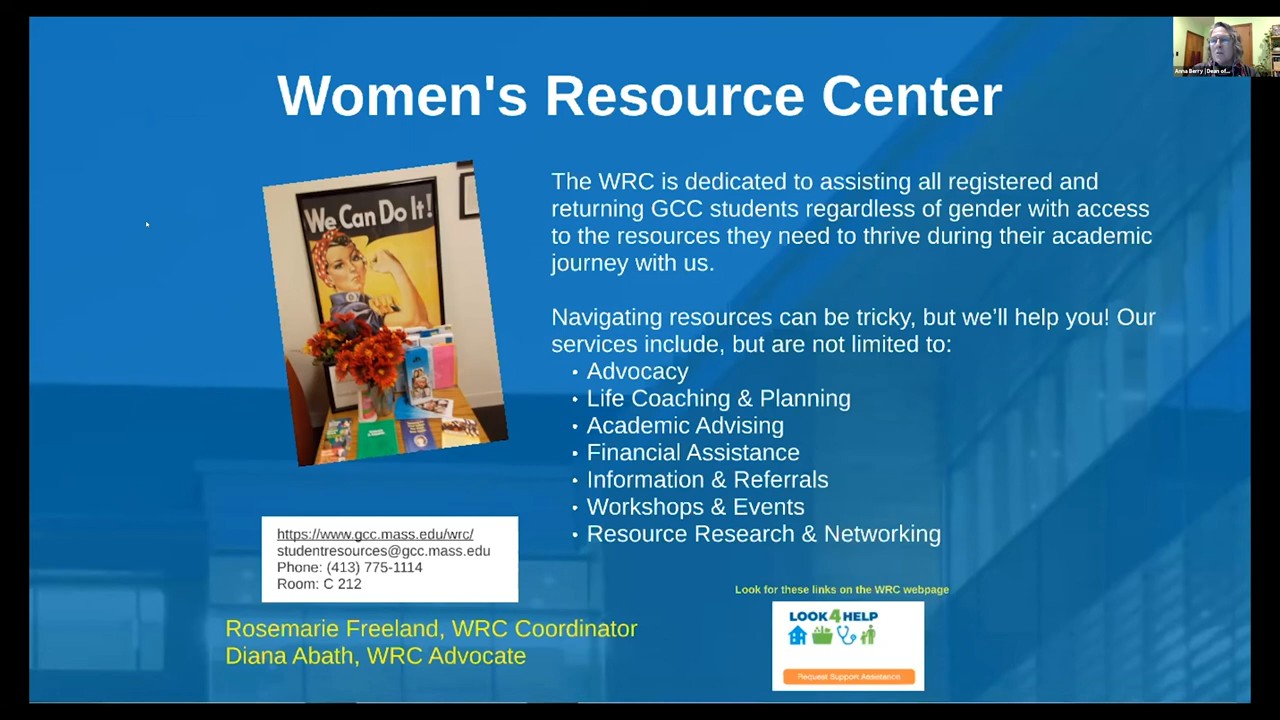 Women's Resource Center
Anna Berry | Dean of...
We Can Do It!
The WRC is dedicated to assisting all registered and
returning GCC students regardless of gender with access
to the resources they need to thrive during their academic
journey with us.
Navigating resources can be tricky, but we’ll help you! Our
services include, but are not limited to:
• Advocacy
• Life Coaching & Planning
• Academic Advising
• Financial Assistance
• Information & Referrals
• Workshops & Events
• Resource Research & Networking
https://www.gcc.mass.edu/wrc/
studentresources@gcc.mass.edu
Phone: (413) 775-1114
Room: C 212
Rosemarie Freeland, WRC Coordinator
Diana Abath, WRC Advocate
Look for these links on the WRC webpage
LOOK4HELP
Request Support Assistance